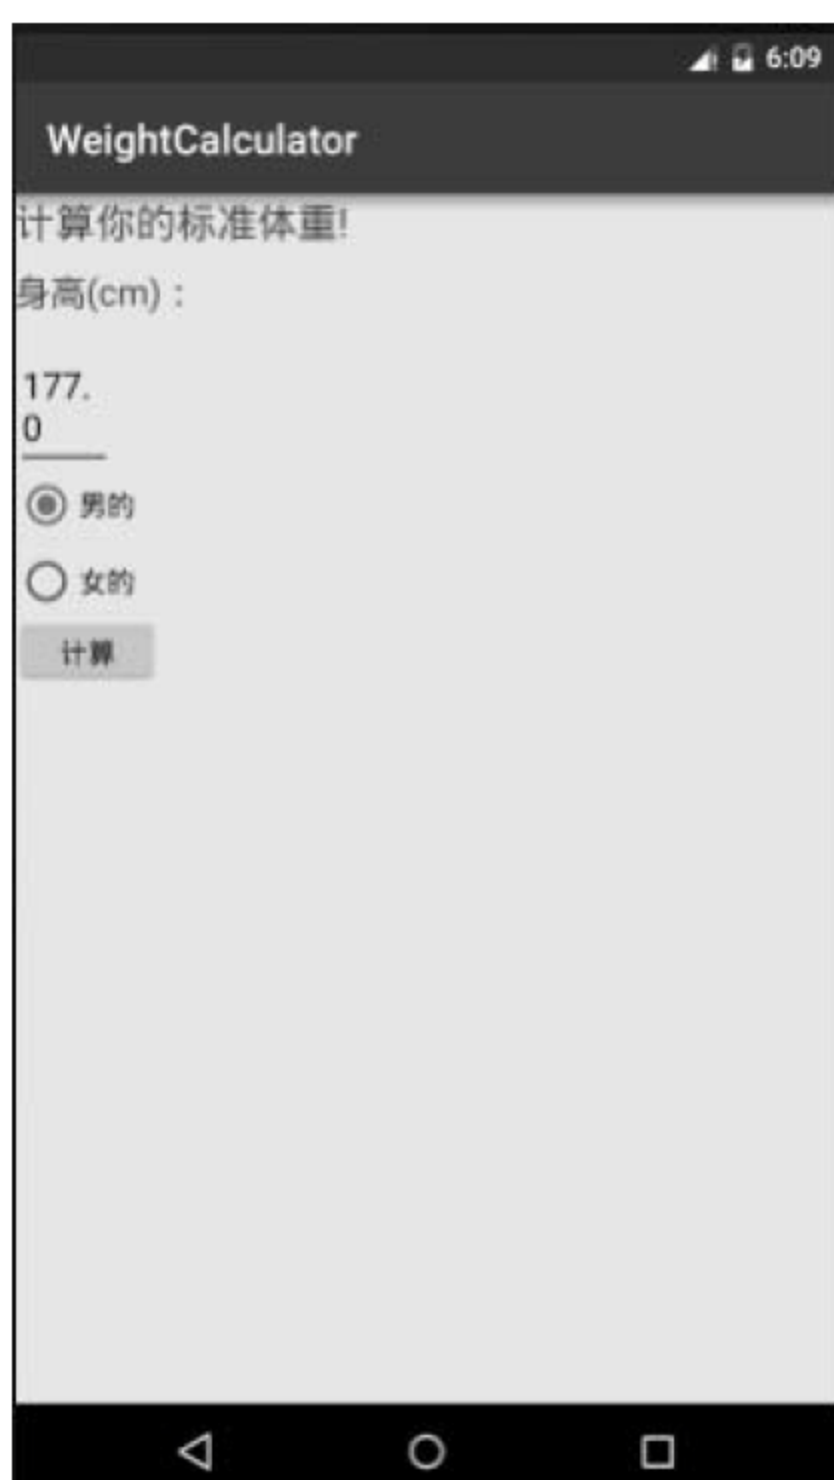 6:09
WeightCalculator
计算你的标准体重!
身高(cm)：
177.
0
男的
女的
计算